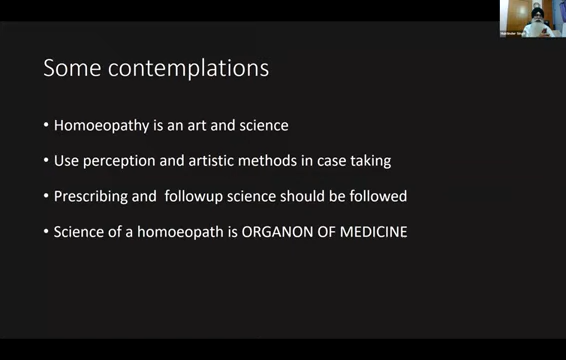 Some contemplations
• Homoeopathy is an art and science
• Use perception and artistic methods in case taking
• Prescribing and followup science should be followed
• Science of a homoeopath is ORGANON OF MEDICINE